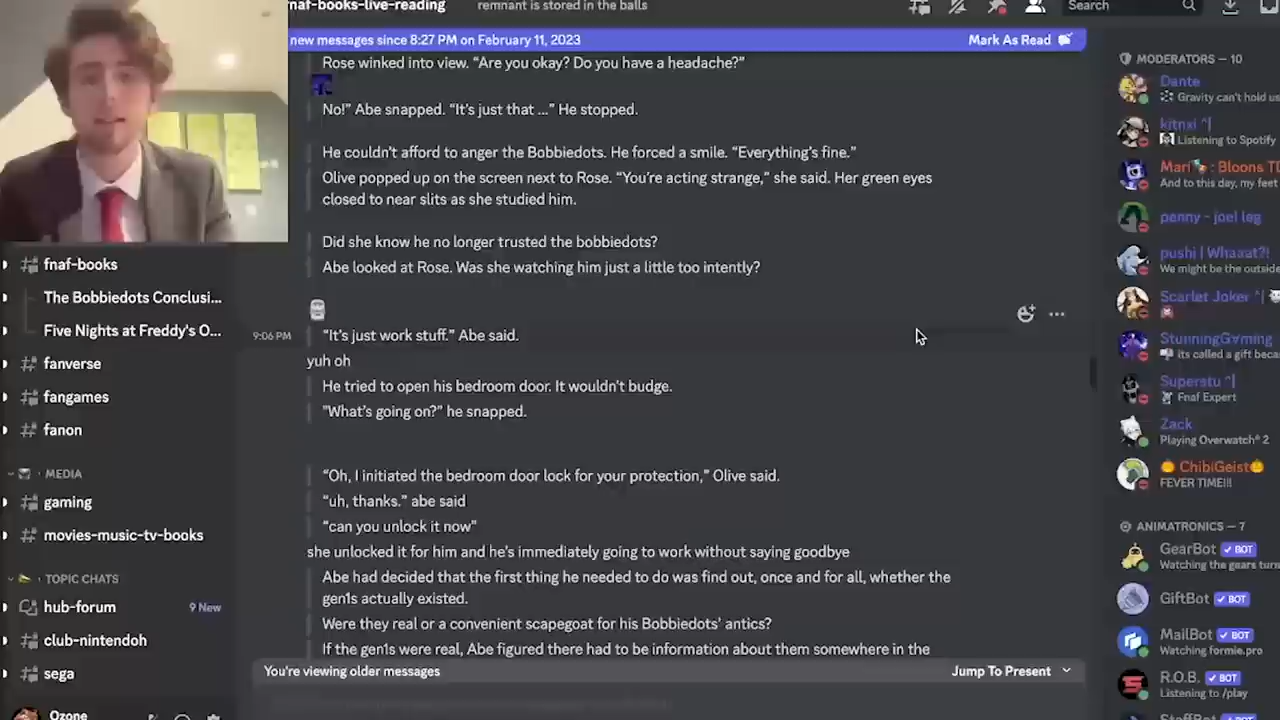 fnaf-books-live-reading
remnant is stored in the balls
Search
new messages since 8:27 PM on February 11, 2023
Mark As Read
Rose winked into view. “Are you okay? Do you have a headache?”
No!” Abe snapped. “It’s just that ...” He stopped.
He couldn’t afford to anger the Bobbiedots. He forced a smile. “Everything’s fine.”
Olive popped up on the screen next to Rose. “You’re acting strange,” she said. Her green eyes
closed to near slits as she studied him.
Did she know he no longer trusted the bobbiedots?
Abe looked at Rose. Was she watching him just a little too intently?
9:06 PM
“It’s just work stuff.” Abe said.
yuh oh
He tried to open his bedroom door. It wouldn’t budge.
"What’s going on?” he snapped.
“Oh, I initiated the bedroom door lock for your protection,” Olive said.
“uh, thanks.” abe said
“can you unlock it now”
she unlocked it for him and he’s immediately going to work without saying goodbye
Abe had decided that the first thing he needed to do was find out, once and for all, whether the
gen1s actually existed.
Were they real or a convenient scapegoat for his Bobbiedots’ antics?
If the gen1s were real, Abe figured there had to be information about them somewhere in the
You’re viewing older messages
Jump To Present
fnaf-books
The Bobbiedots Conclusi...
Five Nights at Freddy's O...
fanverse
fangames
fanon
MEDIA
gaming
movies-music-tv-books
TOPIC CHATS
hub-forum
9 New
club-nintendoh
sega
Ozone
MODERATORS — 10
Dante
Gravity can't hold us
kitnxi ^|
Listening to Spotify
Mari : Bloons TD
And to this day, my feet
penny - joel leg
pushi | Whaaat?!
We might be the outside
Scarlet Joker ^|
StunningGvming
its called a gift beca
Superstu ^|
Fnaf Expert
Zack
Playing Overwatch® 2
ChibiGeist
FEVER TIME!!!
ANIMATRONICS — 7
GearBot
BOT
Watching the gears turn
GiftBot
BOT
MailBot
BOT
Watching formie.pro
R.O.B.
BOT
Listening to /play
StaffBot
BOT